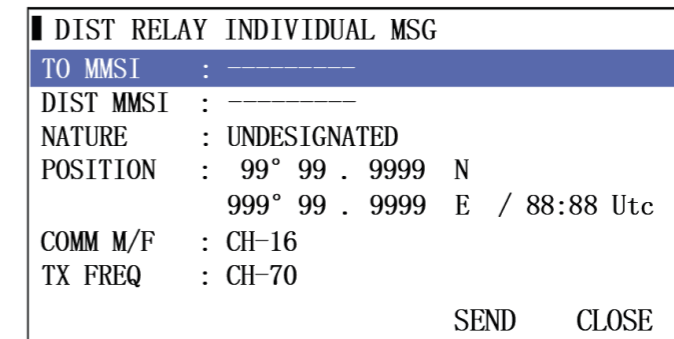 DIST RELAY INDIVIDUAL MSG
TO MMSI : ---------
DIST MMSI : ---------
NATURE : UNDESIGNATED
POSITION : 99° 99 . 9999 N
999° 99 . 9999 E / 88:88 Utc
COMM M/F : CH-16
TX FREQ : CH-70
SEND CLOSE